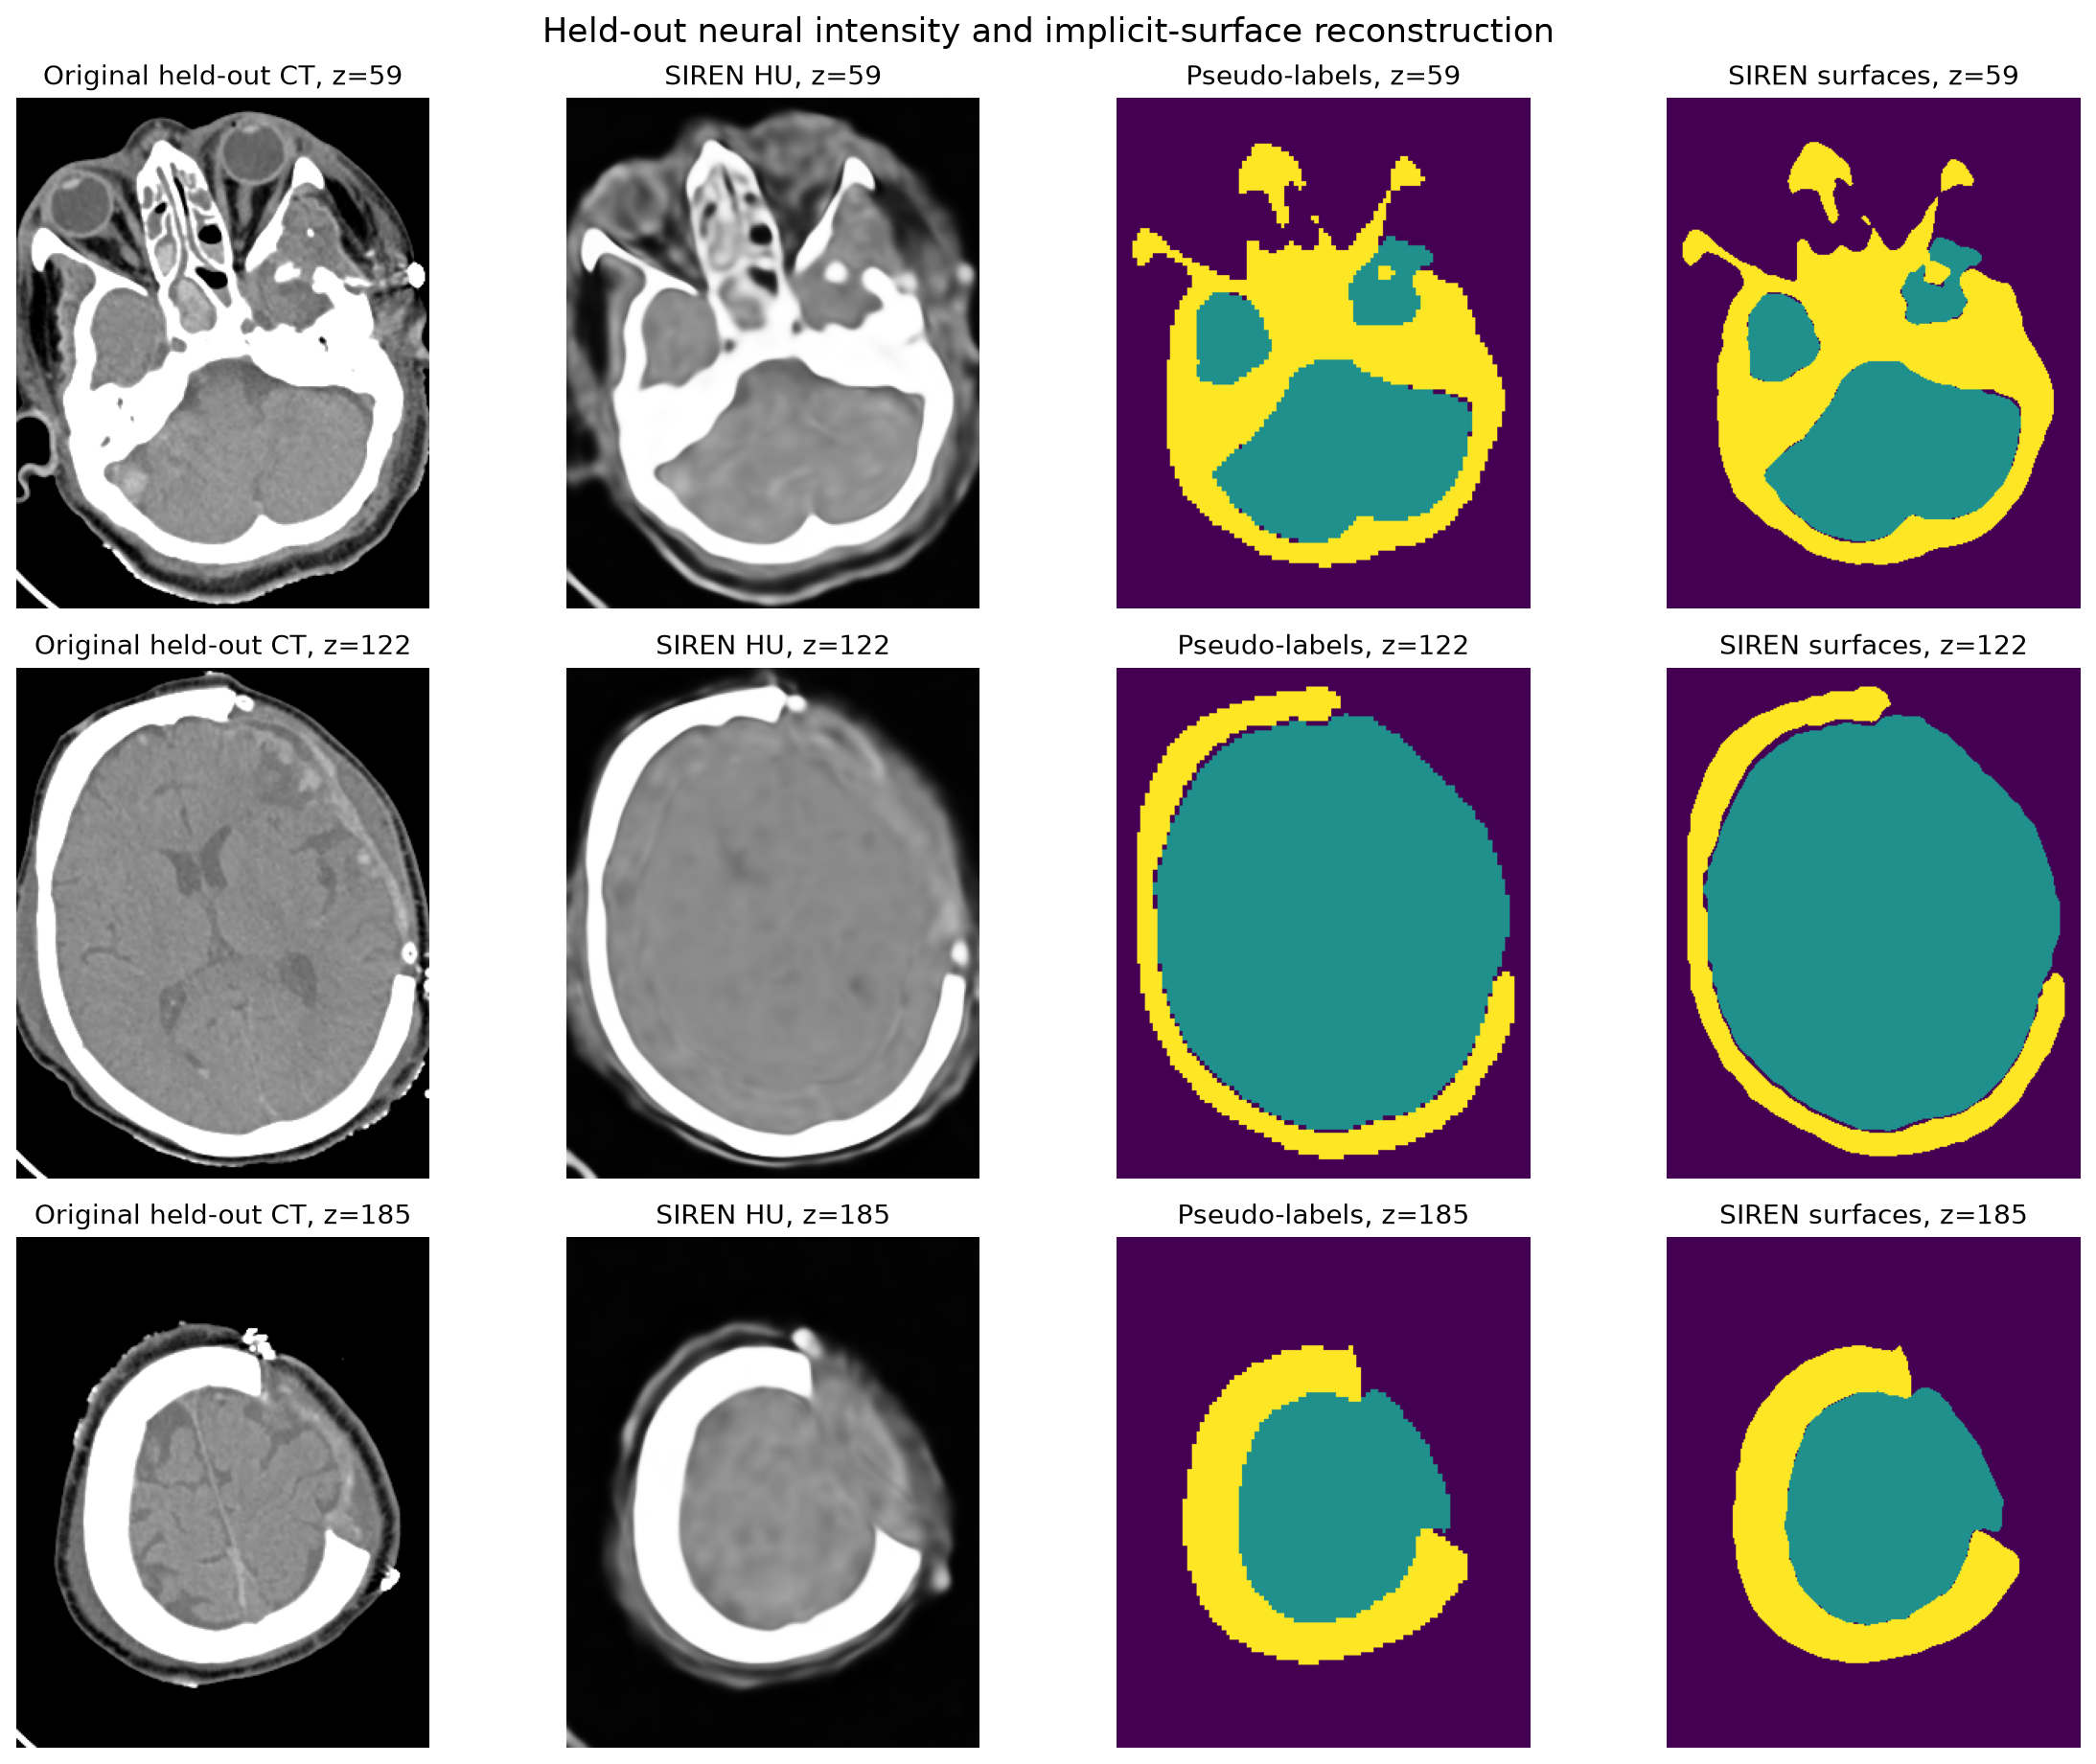 Held-out neural intensity and implicit-surface reconstruction
Original held-out CT, z=59
SIREN HU, z=59
Pseudo-labels, z=59
SIREN surfaces, z=59
Original held-out CT, z=122
SIREN HU, z=122
Pseudo-labels, z=122
SIREN surfaces, z=122
Original held-out CT, z=185
SIREN HU, z=185
Pseudo-labels, z=185
SIREN surfaces, z=185